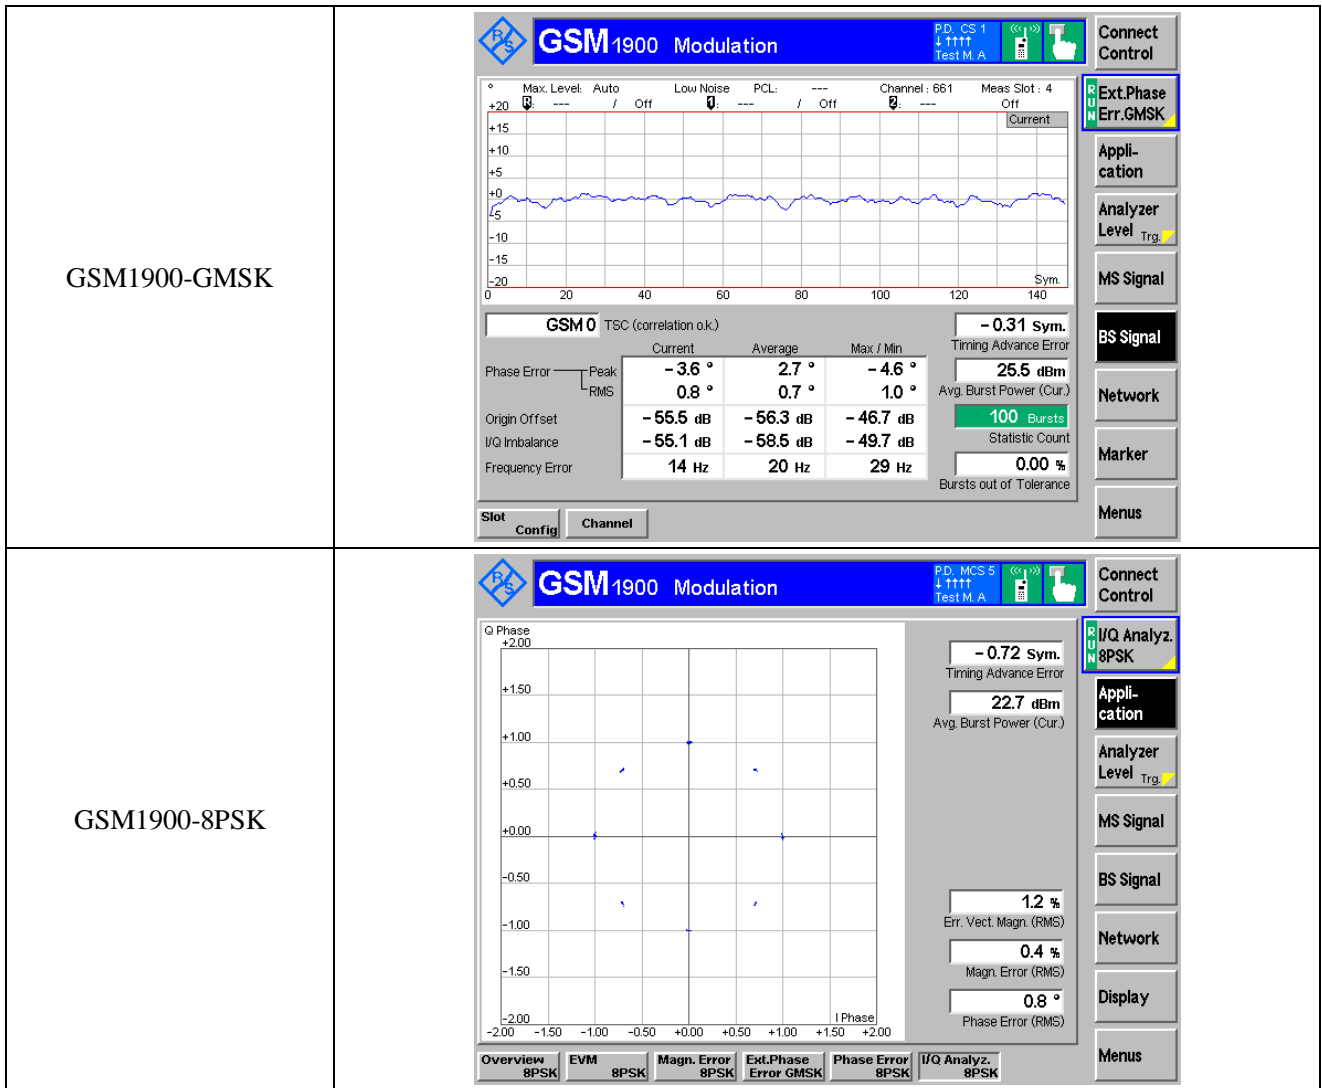 GSM1900-GMSK
R&S
GSM1900 Modulation
P.D. CS 1
↓ ↑↑↑↑
Test M. A
Connect
Control
° Max. Level: Auto Low Noise PCL: --- Channel : 661 Meas Slot : 4
+20 R: --- / Off 1: --- / Off 2: --- Off
Current
+15
+10
+5
+0
-5
-10
-15
-20
Sym.
0 20 40 60 80 100 120 140
RUN
Ext.Phase
Err.GMSK
Appli-
cation
Analyzer
Level Trg.
MS Signal
BS Signal
Network
Marker
Menus
GSM 0 TSC (correlation o.k.)
Current Average Max / Min
Phase Error Peak – 3.6 ° 2.7 ° – 4.6 °
RMS 0.8 ° 0.7 ° 1.0 °
Origin Offset – 55.5 dB – 56.3 dB – 46.7 dB
I/Q Imbalance – 55.1 dB – 58.5 dB – 49.7 dB
Frequency Error 14 Hz 20 Hz 29 Hz
– 0.31 Sym.
Timing Advance Error
25.5 dBm
Avg. Burst Power (Cur.)
100 Bursts
Statistic Count
0.00 %
Bursts out of Tolerance
Slot
Config
Channel
GSM1900-8PSK
R&S
GSM1900 Modulation
P.D. MCS 5
↓ ↑↑↑↑
Test M. A
Connect
Control
Q Phase
+2.00
+1.50
+1.00
+0.50
+0.00
-0.50
-1.00
-1.50
-2.00
I Phase
-2.00 -1.50 -1.00 -0.50 +0.00 +0.50 +1.00 +1.50 +2.00
– 0.72 Sym.
Timing Advance Error
22.7 dBm
Avg. Burst Power (Cur.)
1.2 %
Err. Vect. Magn. (RMS)
0.4 %
Magn. Error (RMS)
0.8 °
Phase Error (RMS)
RUN
I/Q Analyz.
8PSK
Appli-
cation
Analyzer
Level Trg.
MS Signal
BS Signal
Network
Display
Menus
Overview
8PSK
EVM
8PSK
Magn. Error
8PSK
Ext.Phase
Error GMSK
Phase Error
8PSK
I/Q Analyz.
8PSK